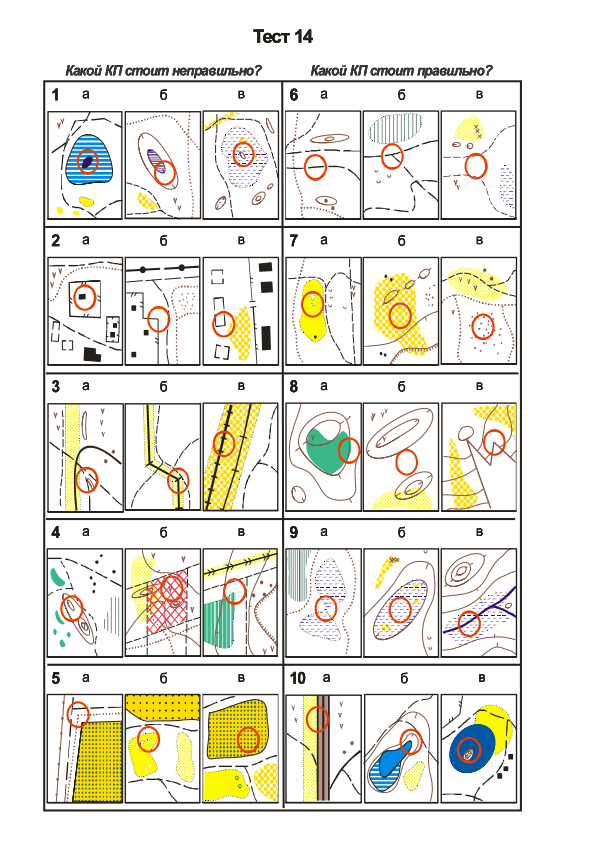 Тест 14
Какой КП стоит неправильно? Какой КП стоит правильно?
1 а б в 6 а б в
2 а б в 7 а б в
3 а б в 8 а б в
4 а б в 9 а б в
5 а б в 10 а б в